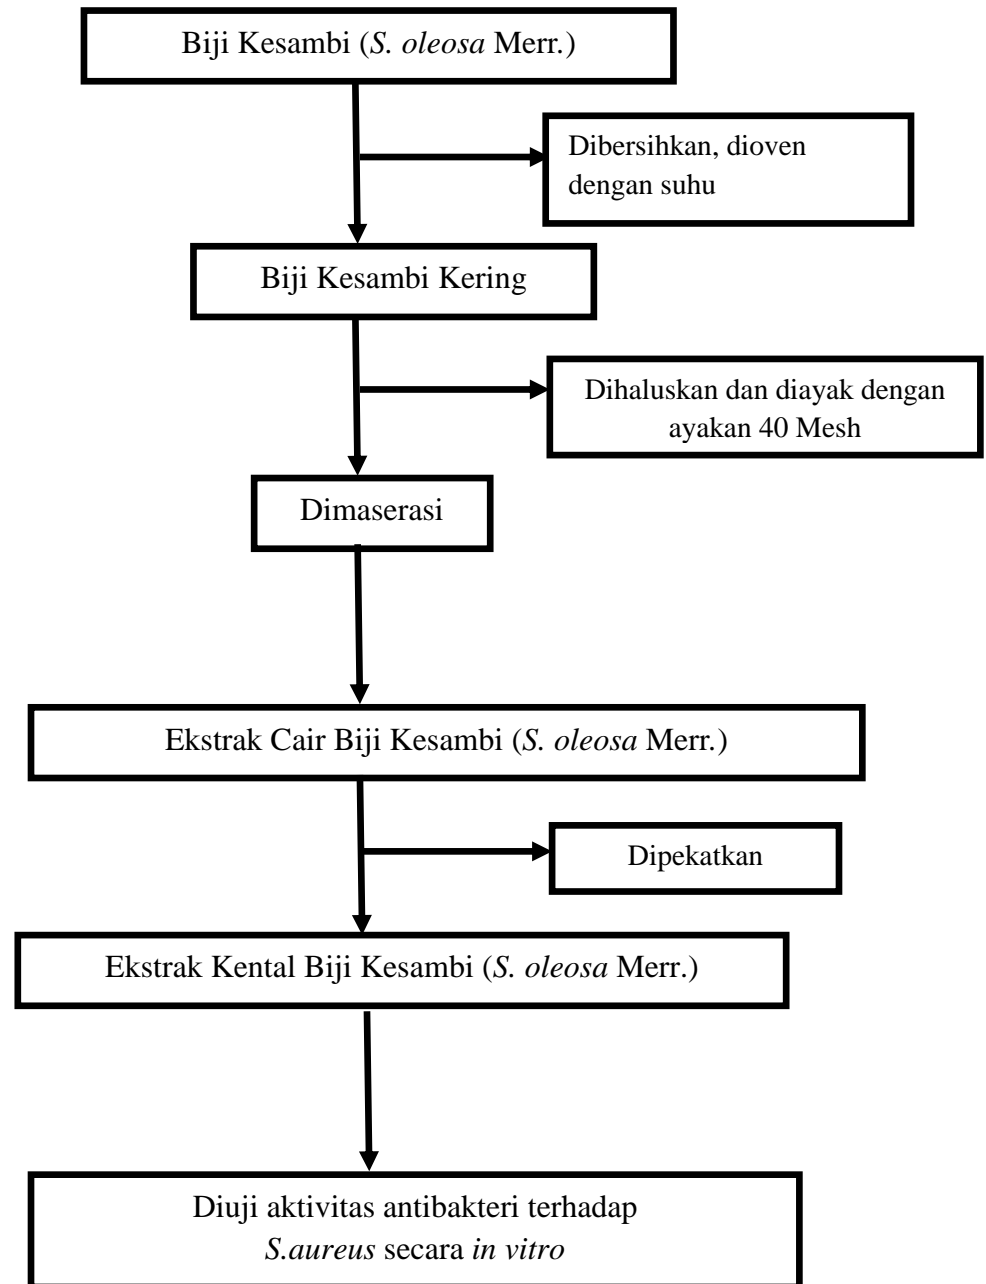 Biji Kesambi (S. oleosa Merr.)
Dibersihkan, dioven
dengan suhu
Biji Kesambi Kering
Dihaluskan dan diayak dengan
ayakan 40 Mesh
Dimaserasi
Ekstrak Cair Biji Kesambi (S. oleosa Merr.)
Dipekatkan
Ekstrak Kental Biji Kesambi (S. oleosa Merr.)
Diuji aktivitas antibakteri terhadap
S.aureus secara in vitro